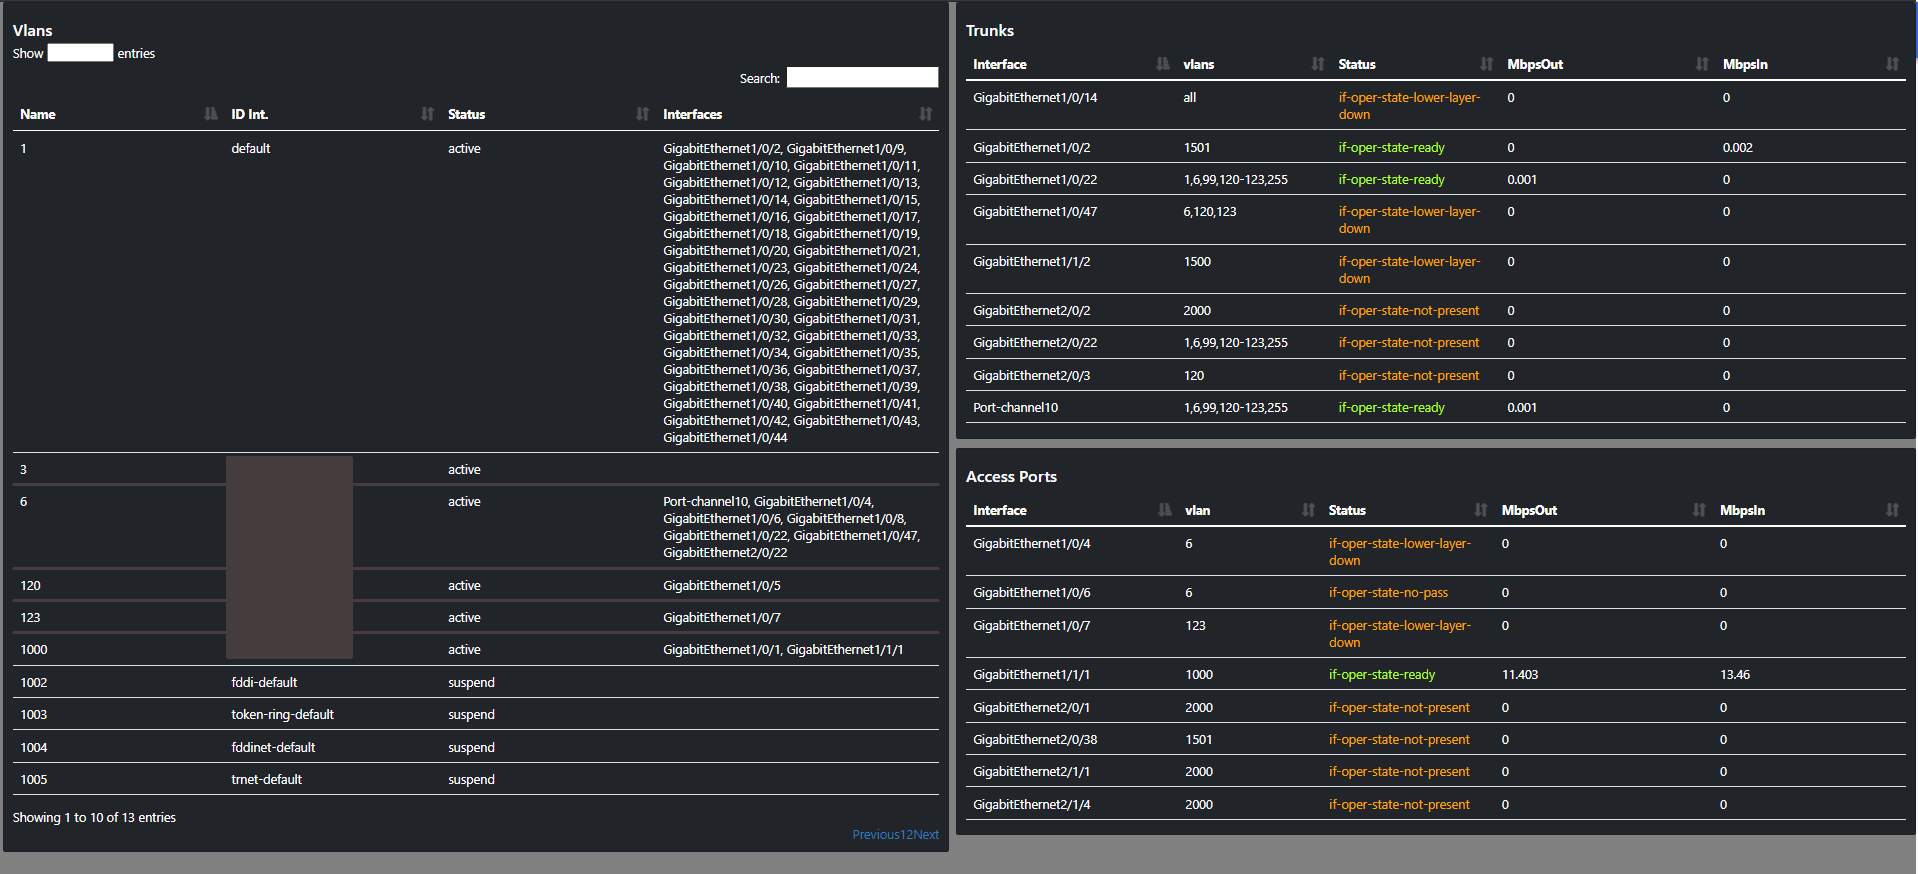 Vlans
Show entries
Search:
Name ID Int. Status Interfaces
1 default active GigabitEthernet1/0/2, GigabitEthernet1/0/9,
GigabitEthernet1/0/10, GigabitEthernet1/0/11,
GigabitEthernet1/0/12, GigabitEthernet1/0/13,
GigabitEthernet1/0/14, GigabitEthernet1/0/15,
GigabitEthernet1/0/16, GigabitEthernet1/0/17,
GigabitEthernet1/0/18, GigabitEthernet1/0/19,
GigabitEthernet1/0/20, GigabitEthernet1/0/21,
GigabitEthernet1/0/23, GigabitEthernet1/0/24,
GigabitEthernet1/0/26, GigabitEthernet1/0/27,
GigabitEthernet1/0/28, GigabitEthernet1/0/29,
GigabitEthernet1/0/30, GigabitEthernet1/0/31,
GigabitEthernet1/0/32, GigabitEthernet1/0/33,
GigabitEthernet1/0/34, GigabitEthernet1/0/35,
GigabitEthernet1/0/36, GigabitEthernet1/0/37,
GigabitEthernet1/0/38, GigabitEthernet1/0/39,
GigabitEthernet1/0/40, GigabitEthernet1/0/41,
GigabitEthernet1/0/42, GigabitEthernet1/0/43,
GigabitEthernet1/0/44
3 active
6 active Port-channel10, GigabitEthernet1/0/4,
GigabitEthernet1/0/6, GigabitEthernet1/0/8,
GigabitEthernet1/0/22, GigabitEthernet1/0/47,
GigabitEthernet2/0/22
120 active GigabitEthernet1/0/5
123 active GigabitEthernet1/0/7
1000 active GigabitEthernet1/0/1, GigabitEthernet1/1/1
1002 fddi-default suspend
1003 token-ring-default suspend
1004 fddinet-default suspend
1005 trnet-default suspend
Showing 1 to 10 of 13 entries
Previous12Next
Trunks
Interface vlans Status MbpsOut MbpsIn
GigabitEthernet1/0/14 all if-oper-state-lower-layer- 0 0
down
GigabitEthernet1/0/2 1501 if-oper-state-ready 0 0.002
GigabitEthernet1/0/22 1,6,99,120-123,255 if-oper-state-ready 0.001 0
GigabitEthernet1/0/47 6,120,123 if-oper-state-lower-layer- 0 0
down
GigabitEthernet1/1/2 1500 if-oper-state-lower-layer- 0 0
down
GigabitEthernet2/0/2 2000 if-oper-state-not-present 0 0
GigabitEthernet2/0/22 1,6,99,120-123,255 if-oper-state-not-present 0 0
GigabitEthernet2/0/3 120 if-oper-state-not-present 0 0
Port-channel10 1,6,99,120-123,255 if-oper-state-ready 0.001 0
Access Ports
Interface vlan Status MbpsOut MbpsIn
GigabitEthernet1/0/4 6 if-oper-state-lower-layer- 0 0
down
GigabitEthernet1/0/6 6 if-oper-state-no-pass 0 0
GigabitEthernet1/0/7 123 if-oper-state-lower-layer- 0 0
down
GigabitEthernet1/1/1 1000 if-oper-state-ready 11.403 13.46
GigabitEthernet2/0/1 2000 if-oper-state-not-present 0 0
GigabitEthernet2/0/38 1501 if-oper-state-not-present 0 0
GigabitEthernet2/1/1 2000 if-oper-state-not-present 0 0
GigabitEthernet2/1/4 2000 if-oper-state-not-present 0 0